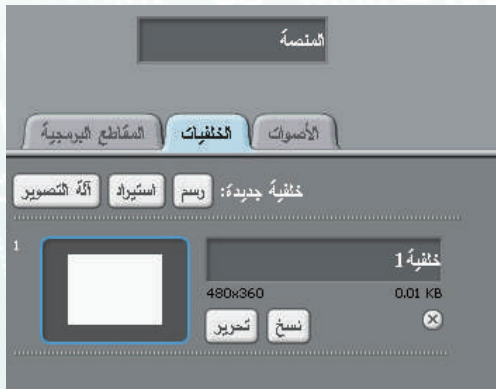 المنصة
الأصوات الخلفيات المقاطع البرمجية
خلفية جديدة: رسم استيراد آلة التصوير
1
خلفية1
480x360 0.01 KB
نسخ تحرير